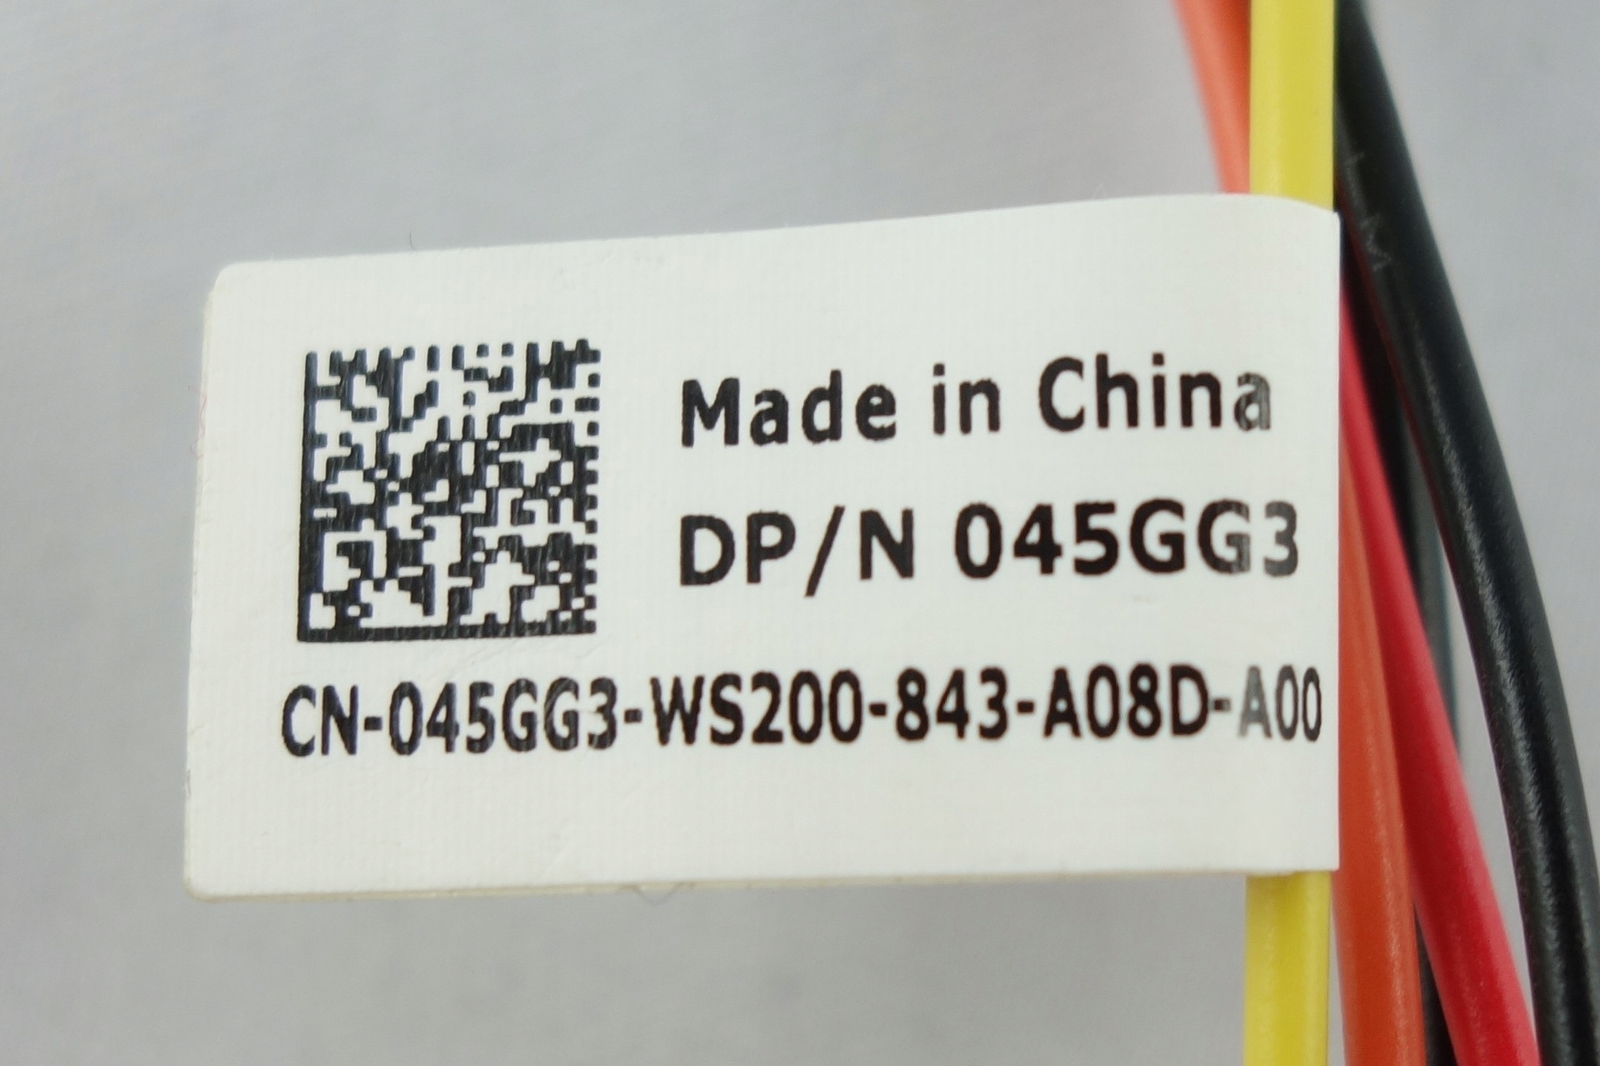 Made in China
DP/N 045GG3
CN-045GG3-WS200-843-A08D-A00